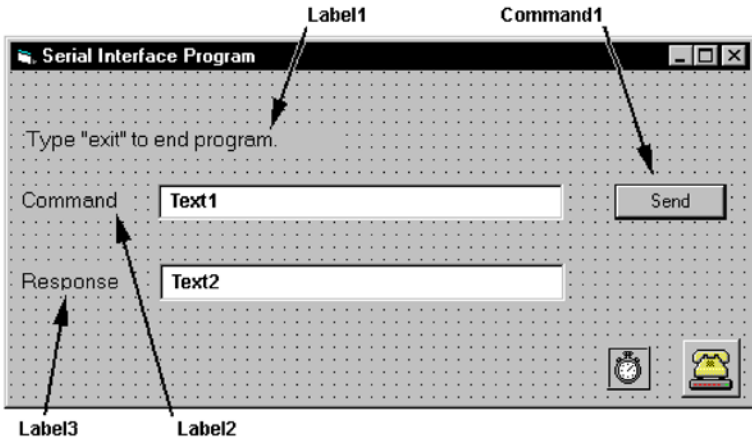 Label1 Command1
Serial Interface Program
Type "exit" to end program.
Command Text1 Send
Response Text2
Label3 Label2